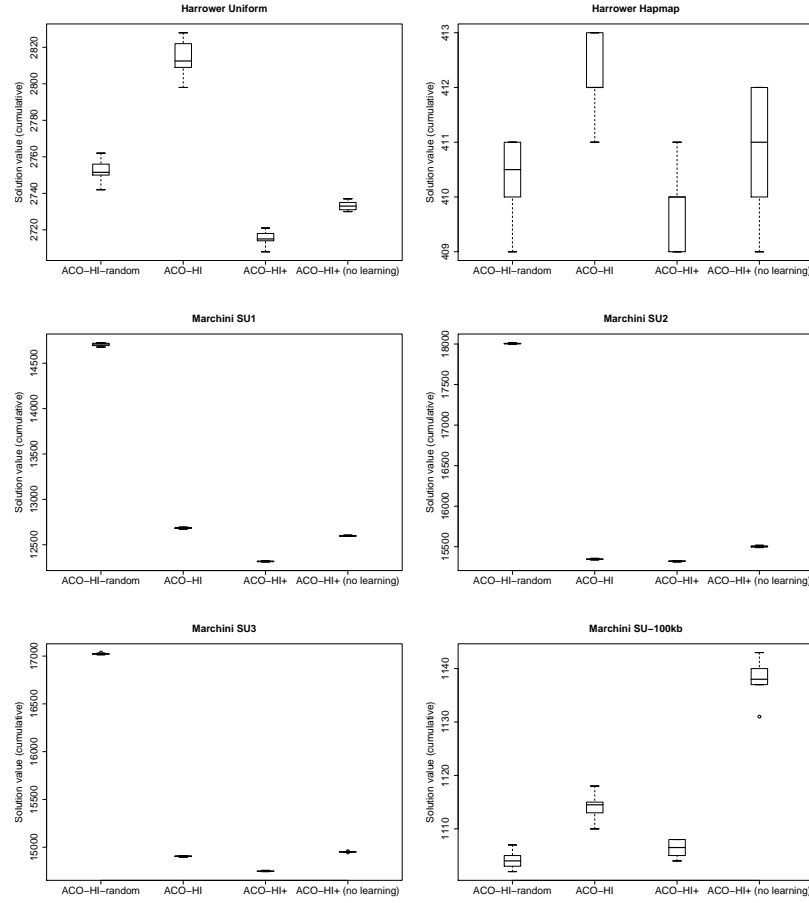 Harrower Uniform
Solution value (cumulative)
2720 2740 2760 2800 2820
ACO−HI−random ACO−HI ACO−HI+ ACO−HI+ (no learning)
Harrower Hapmap
Solution value (cumulative)
409 410 411 412 413
ACO−HI−random ACO−HI ACO−HI+ ACO−HI+ (no learning)
Marchini SU1
Solution value (cumulative)
12500 13000 13500 14000 14500
ACO−HI−random ACO−HI ACO−HI+ ACO−HI+ (no learning)
Marchini SU2
Solution value (cumulative)
15500 16000 16500 17000 17500 18000
ACO−HI−random ACO−HI ACO−HI+ ACO−HI+ (no learning)
Marchini SU3
Solution value (cumulative)
15000 15500 16000 16500 17000
ACO−HI−random ACO−HI ACO−HI+ ACO−HI+ (no learning)
Marchini SU−100kb
Solution value (cumulative)
1110 1120 1130 1140
ACO−HI−random ACO−HI ACO−HI+ ACO−HI+ (no learning)